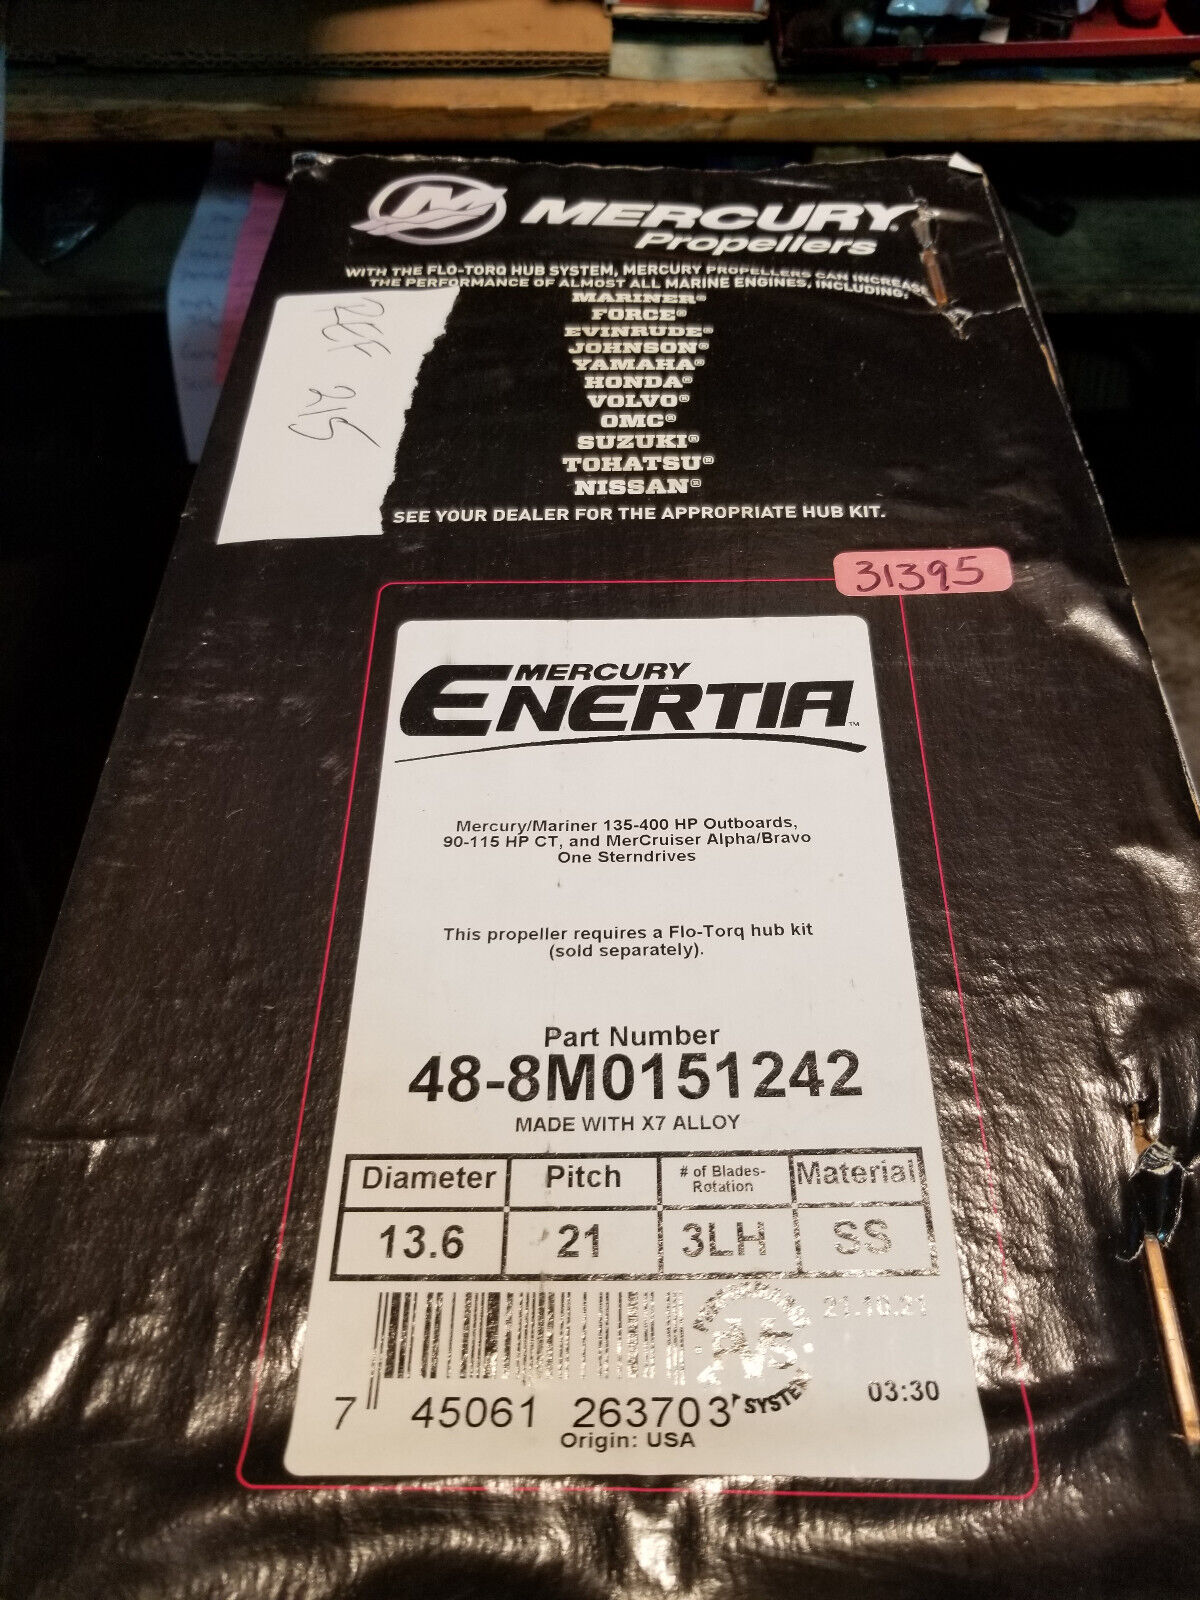 MERCURY
Propellers
WITH THE FLO-TORQ HUB SYSTEM, MERCURY PROPELLERS CAN INCREASE
THE PERFORMANCE OF ALMOST ALL MARINE ENGINES, INCLUDING:
MARINER®
FORCE®
EVINRUDE®
JOHNSON®
YAMAHA®
HONDA®
VOLVO®
OMC®
SUZUKI®
TOHATSU®
NISSAN®
SEE YOUR DEALER FOR THE APPROPRIATE HUB KIT.
215
31395
MERCURY
ENERTIA™
Mercury/Mariner 135-400 HP Outboards,
90-115 HP CT, and MerCruiser Alpha/Bravo
One Sterndrives
This propeller requires a Flo-Torq hub kit
(sold separately).
Part Number
48-8M0151242
MADE WITH X7 ALLOY
Diameter Pitch # of Blades- Material
Rotation
13.6 21 3LH SS
21.10.21
SYSTEM
03:30
7 45061 263703
Origin: USA